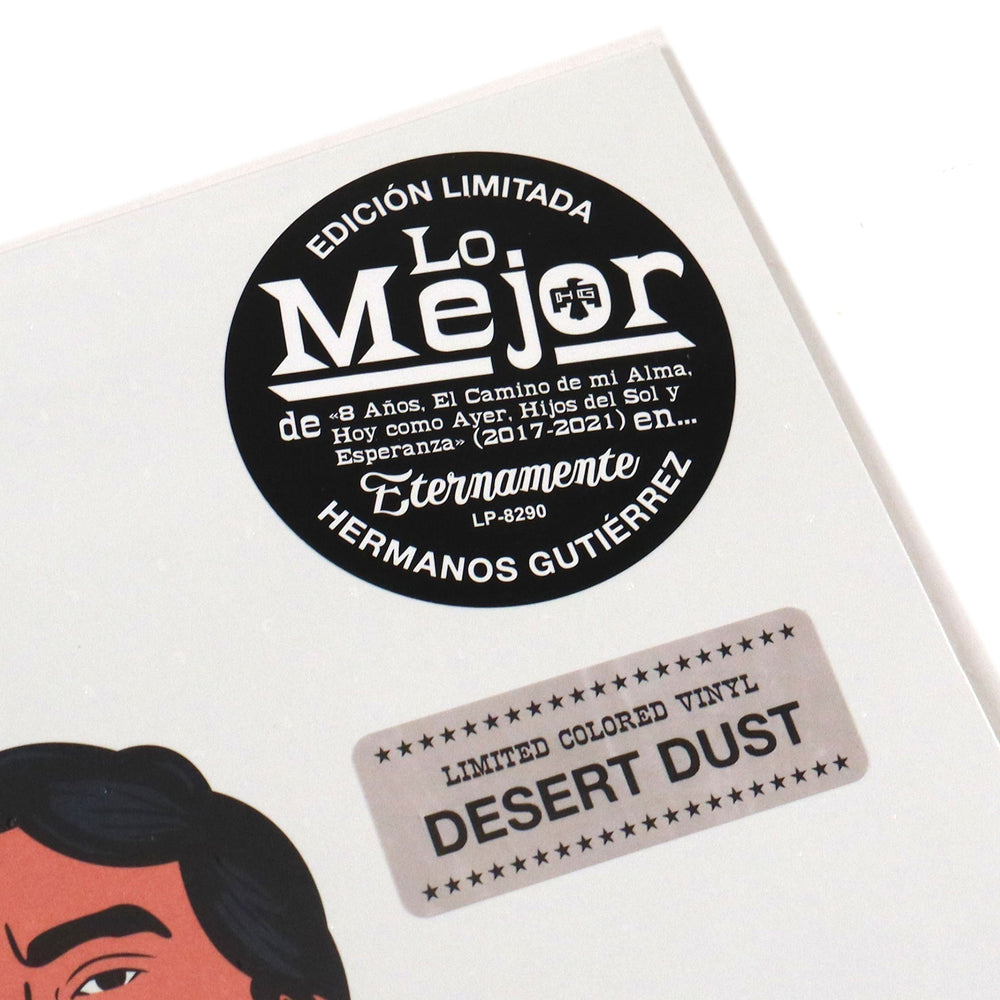 EDICIÓN LIMITADA
LO
Mejor
HG
de «8 Años, El Camino de mi Alma,
Hoy como Ayer, Hijos del Sol y
Esperanza» (2017-2021) en...
Eternamente
LP-8290
HERMANOS GUTIÉRREZ
LIMITED COLORED VINYL
DESERT DUST